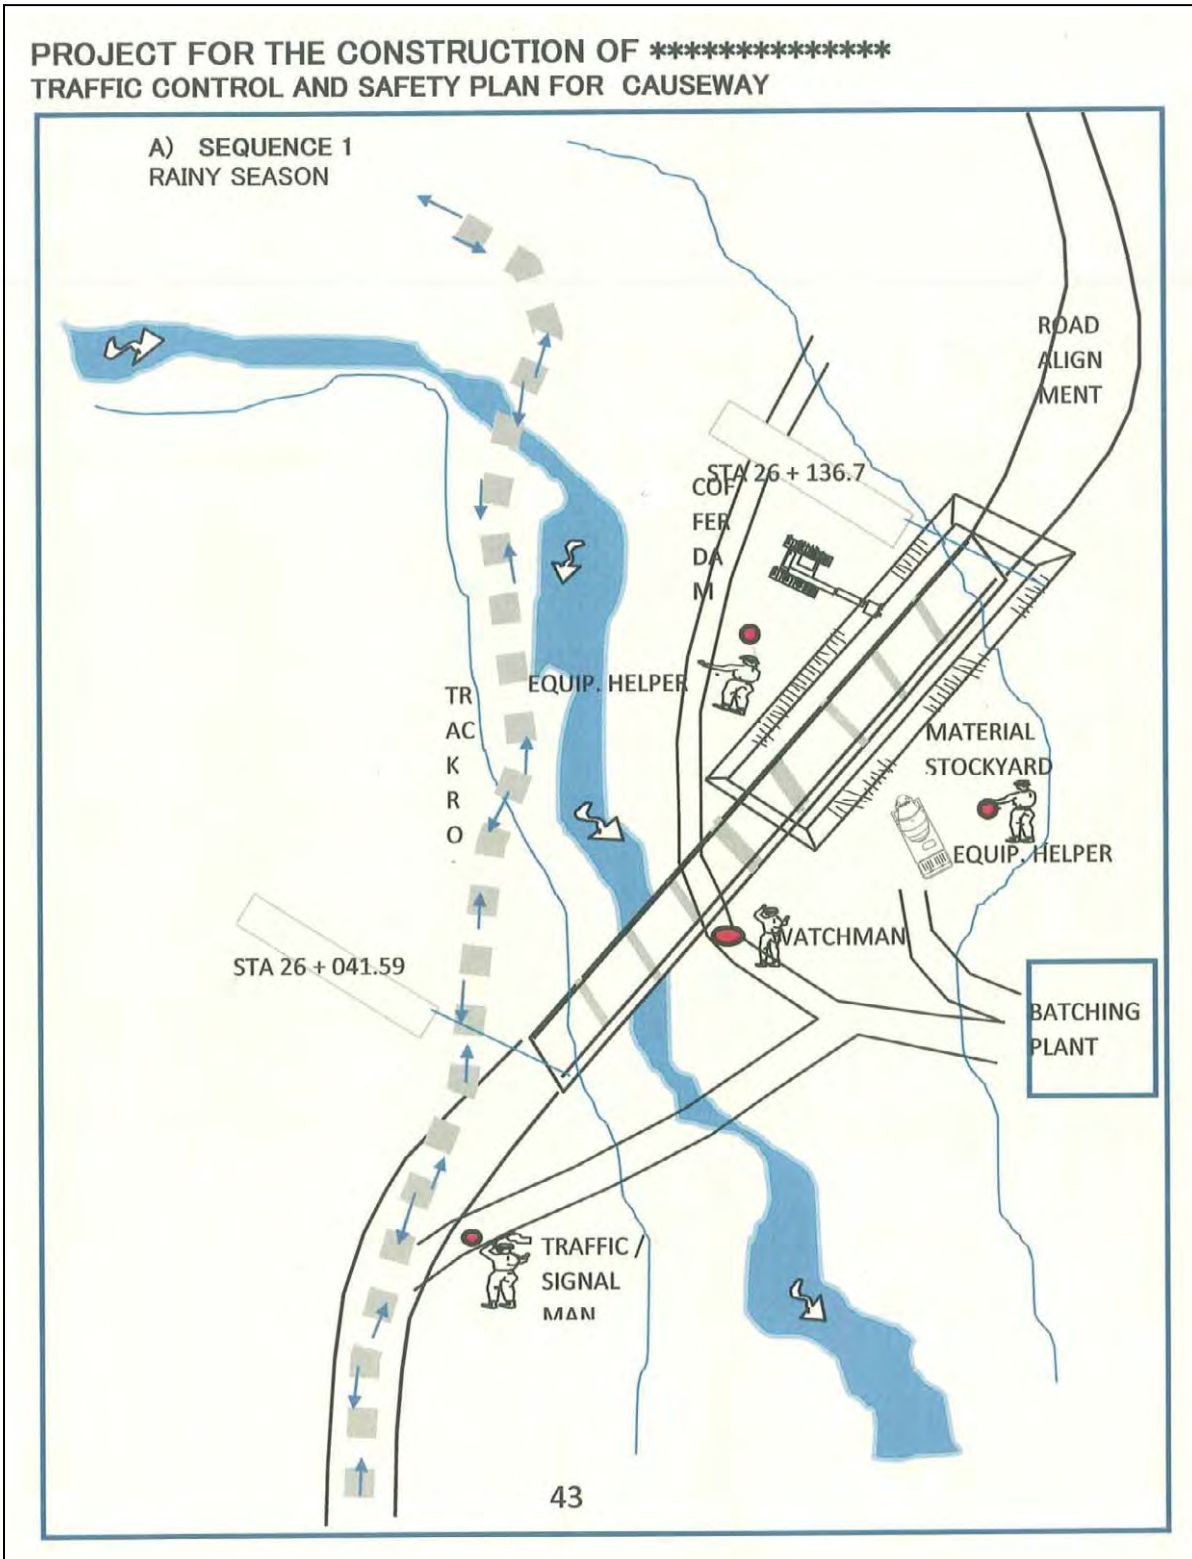 PROJECT FOR THE CONSTRUCTION OF **************
TRAFFIC CONTROL AND SAFETY PLAN FOR CAUSEWAY
A) SEQUENCE 1
RAINY SEASON
ROAD
ALIGN
MENT
STA 26 + 136.7
COF
FER
DA
M
EQUIP. HELPER
TR
AC
K
R
O
MATERIAL
STOCKYARD
EQUIP. HELPER
WATCHMAN
STA 26 + 041.59
BATCHING
PLANT
TRAFFIC /
SIGNAL
MAN
43